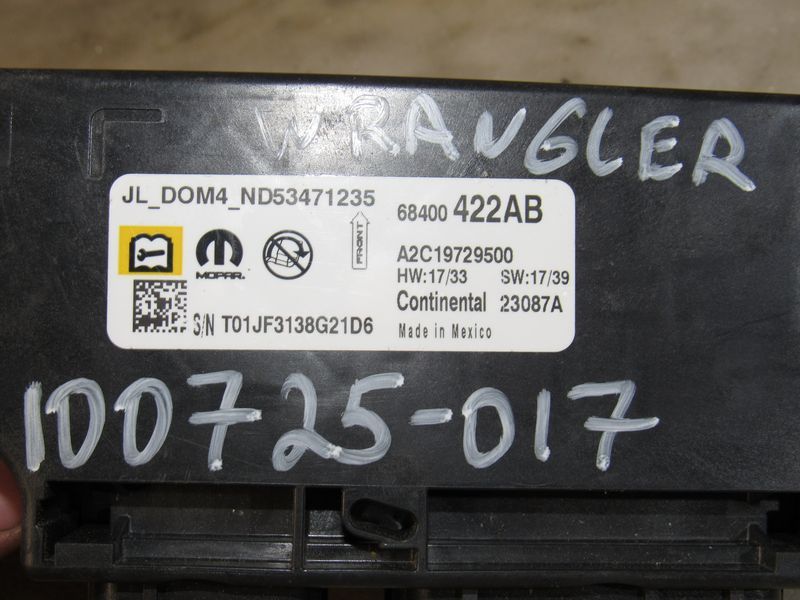 WRANGLER
JL_DOM4_ND53471235
68400 422AB
FRONT
MOPAR.
A2C19729500
HW:17/33 SW:17/39
Continental 23087A
S/N T01JF3138G21D6
Made in Mexico
100725-017